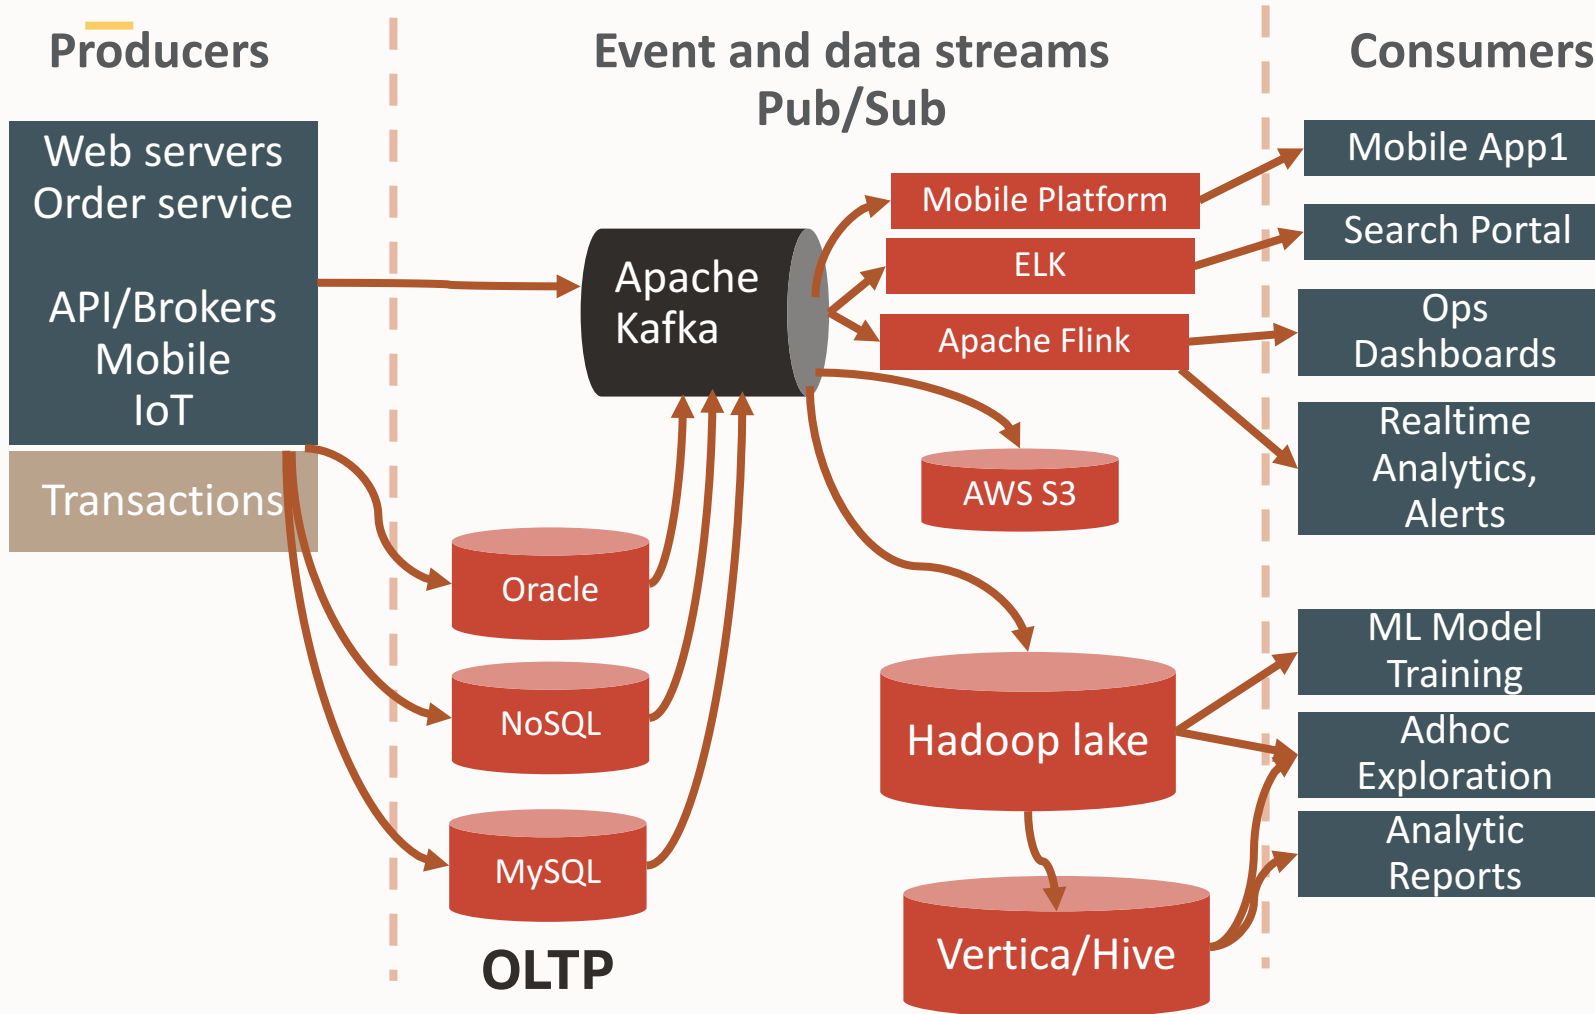 Producers
Event and data streams
Pub/Sub
Consumers
Web servers
Order service
API/Brokers
Mobile
IoT
Transactions
Apache
Kafka
Oracle
NoSQL
MySQL
OLTP
Mobile Platform
ELK
Apache Flink
AWS S3
Hadoop lake
Vertica/Hive
Mobile App1
Search Portal
Ops
Dashboards
Realtime
Analytics,
Alerts
ML Model
Training
Adhoc
Exploration
Analytic
Reports